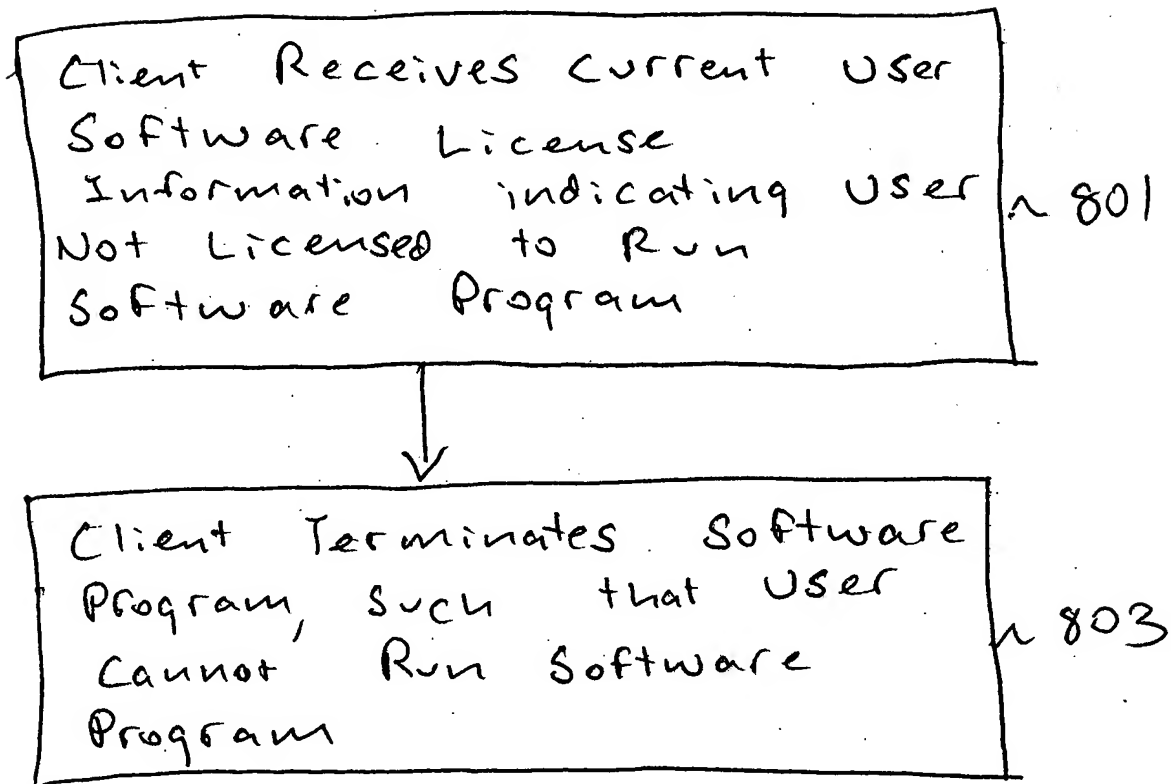 Client Receives Current User
Software License
Information indicating User
Not Licensed to Run
Software Program
~ 801
Client Terminates Software
Program, such that User
Cannot Run Software
Program
~ 803